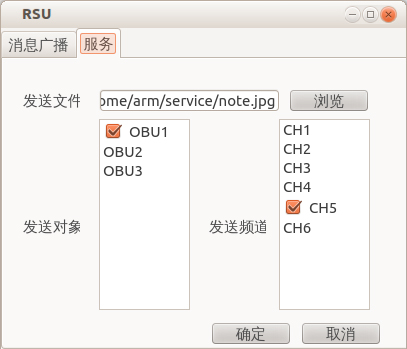 RSU
消息广播 服务
发送文件 ome/arm/service/note.jpg 浏览
OBU1
OBU2
OBU3
发送对象
发送频道
CH1
CH2
CH3
CH4
CH5
CH6
确定 取消